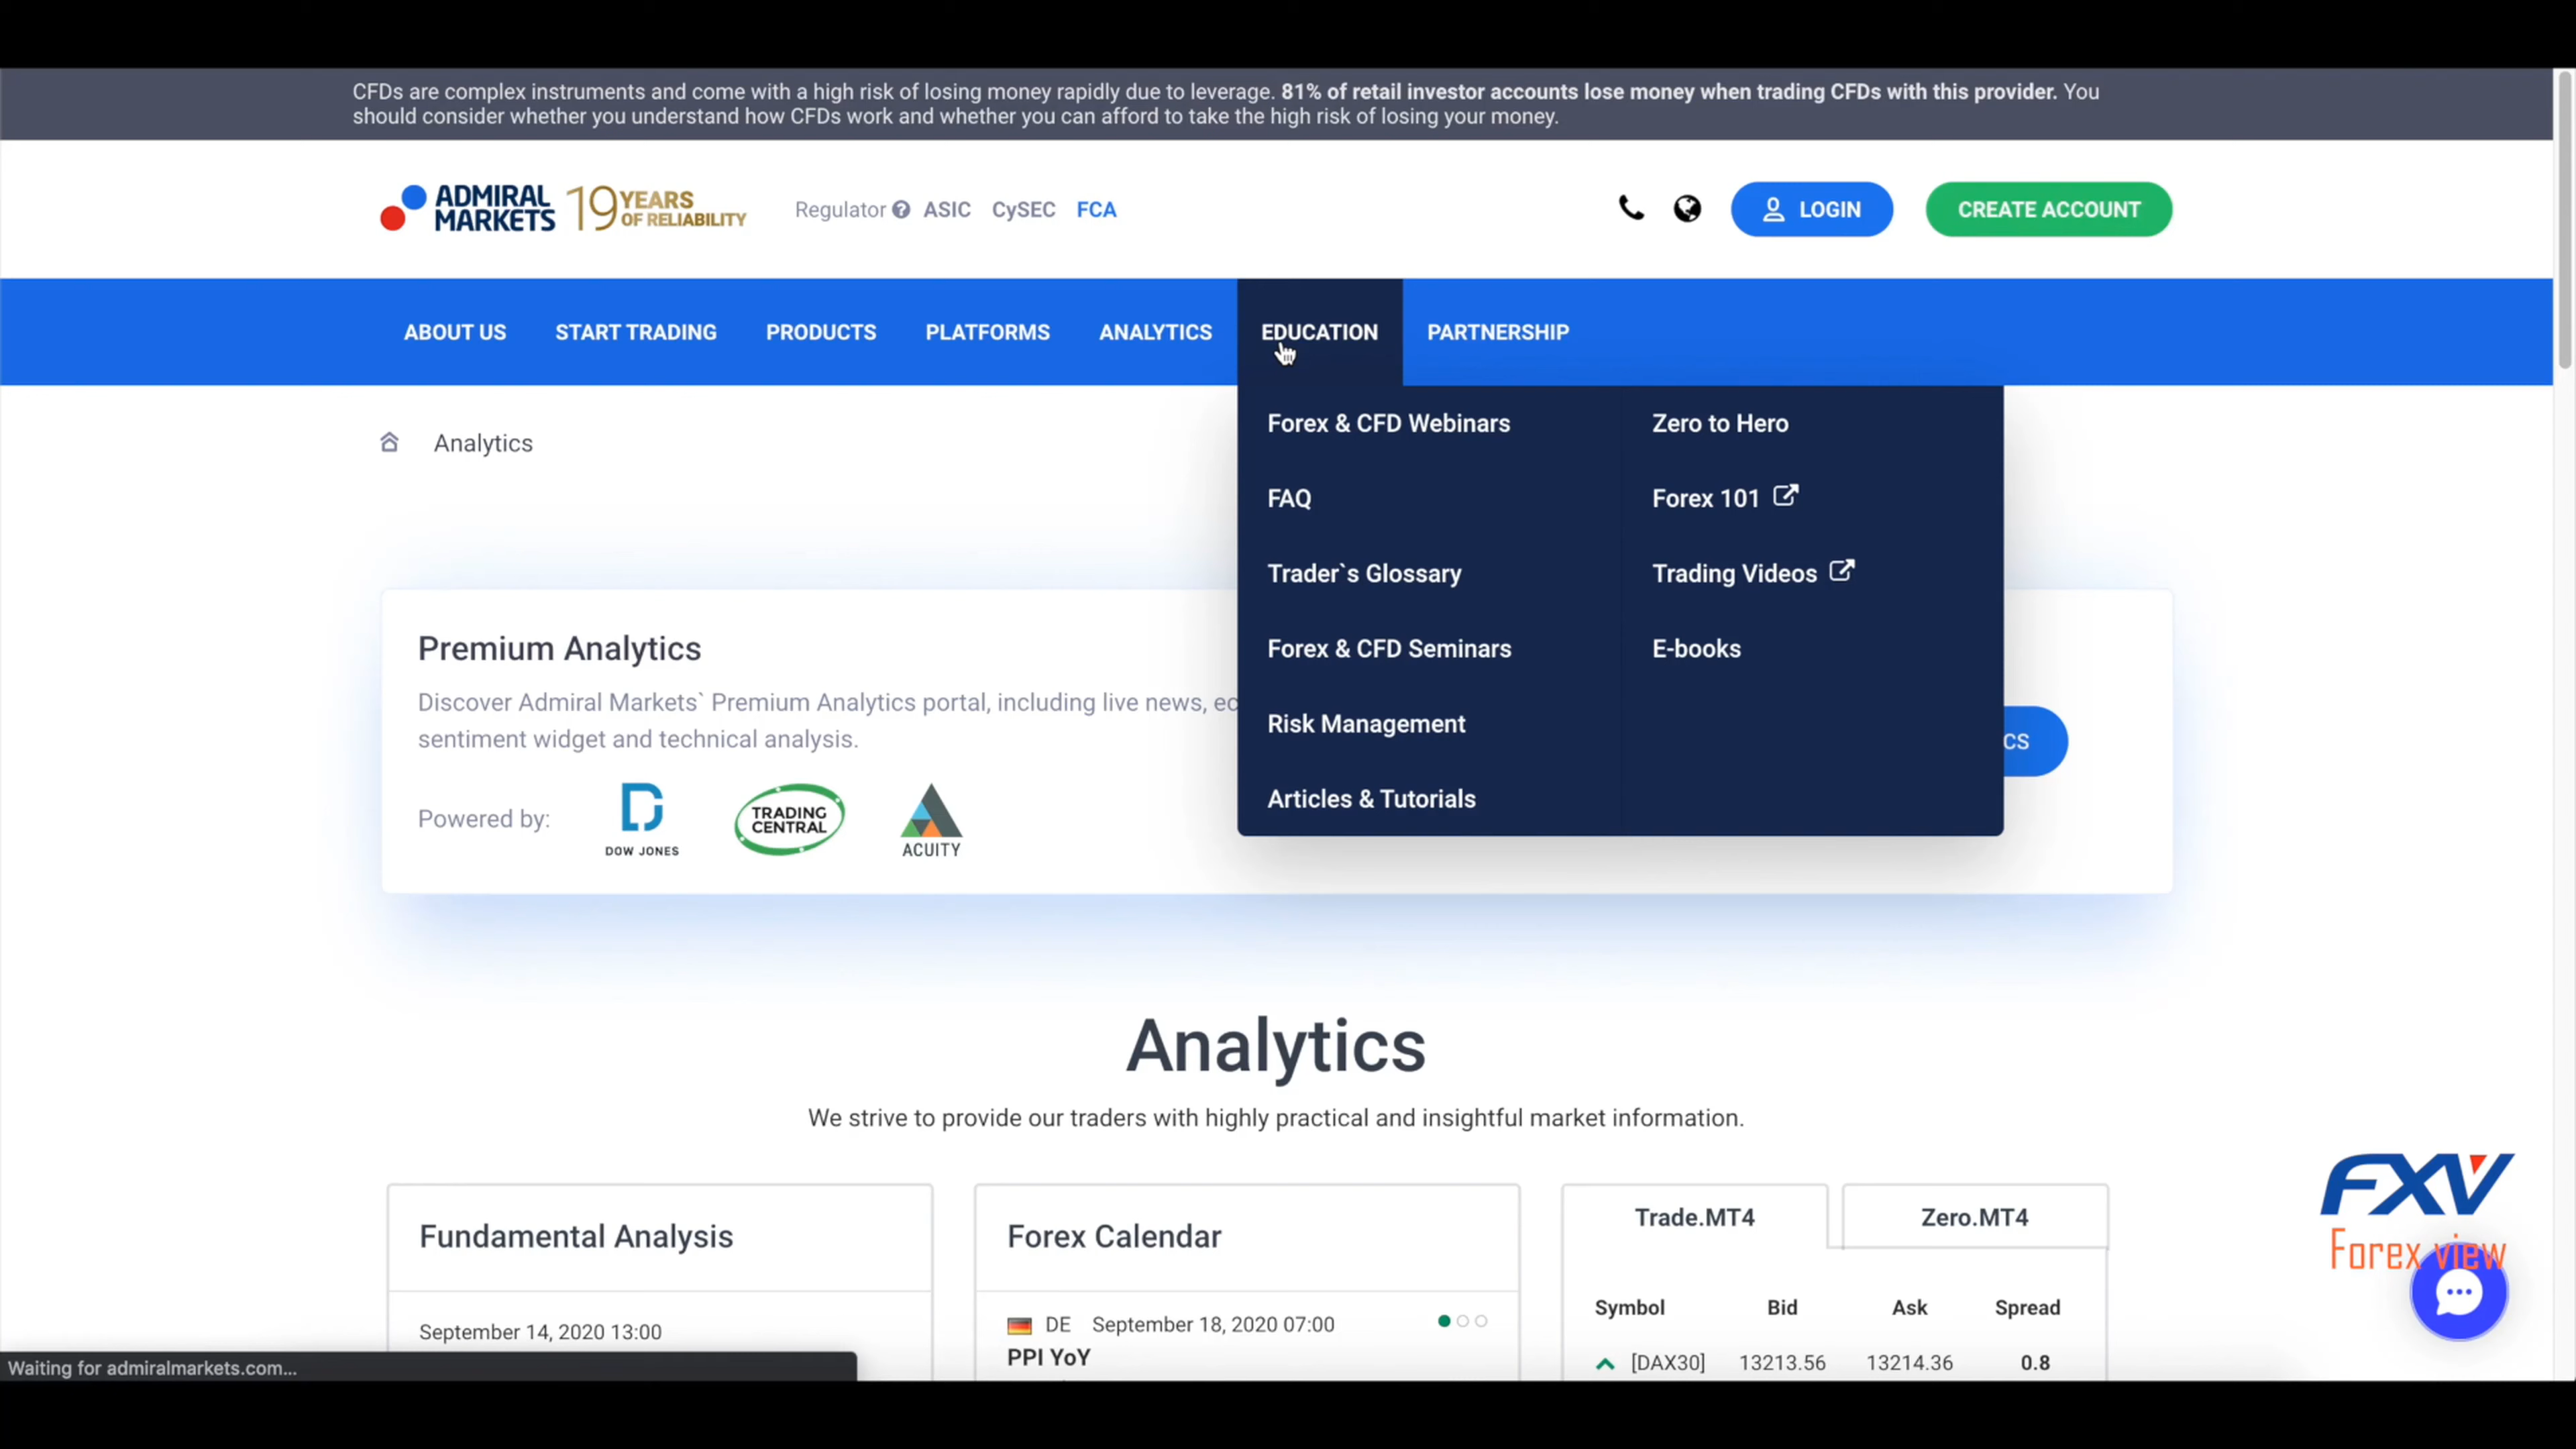 CFDs are complex instruments and come with a high risk of losing money rapidly due to leverage. 81% of retail investor accounts lose money when trading CFDs with this provider. You
should consider whether you understand how CFDs work and whether you can afford to take the high risk of losing your money.
ADMIRAL
MARKETS
19 YEARS
OF RELIABILITY
Regulator ? ASIC CySEC FCA
LOGIN
CREATE ACCOUNT
ABOUT US START TRADING PRODUCTS PLATFORMS ANALYTICS EDUCATION PARTNERSHIP
Forex & CFD Webinars
FAQ
Trader`s Glossary
Forex & CFD Seminars
Risk Management
Articles & Tutorials
Zero to Hero
Forex 101
Trading Videos
E-books
Analytics
Premium Analytics
Discover Admiral Markets` Premium Analytics portal, including live news, ec
sentiment widget and technical analysis.
CS
Powered by:
DOW JONES
TRADING
CENTRAL
ACUITY
Analytics
We strive to provide our traders with highly practical and insightful market information.
Fundamental Analysis
September 14, 2020 13:00
Forex Calendar
DE September 18, 2020 07:00
PPI YoY
Trade.MT4 Zero.MT4
Symbol Bid Ask Spread
[DAX30] 13213.56 13214.36 0.8
FXV
Forex view
Waiting for admiralmarkets.com...